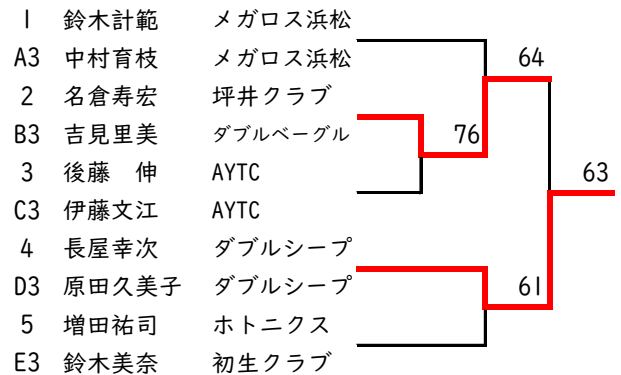 1 鈴木計範 メガロス浜松
A3 中村育枝 メガロス浜松 64
2 名倉寿宏 坪井クラブ
B3 吉見里美 ダブルベーグル 76
3 後藤　伸 AYTC 63
C3 伊藤文江 AYTC
4 長屋幸次 ダブルシープ
D3 原田久美子 ダブルシープ 61
5 増田祐司 ホトニクス
E3 鈴木美奈 初生クラブ